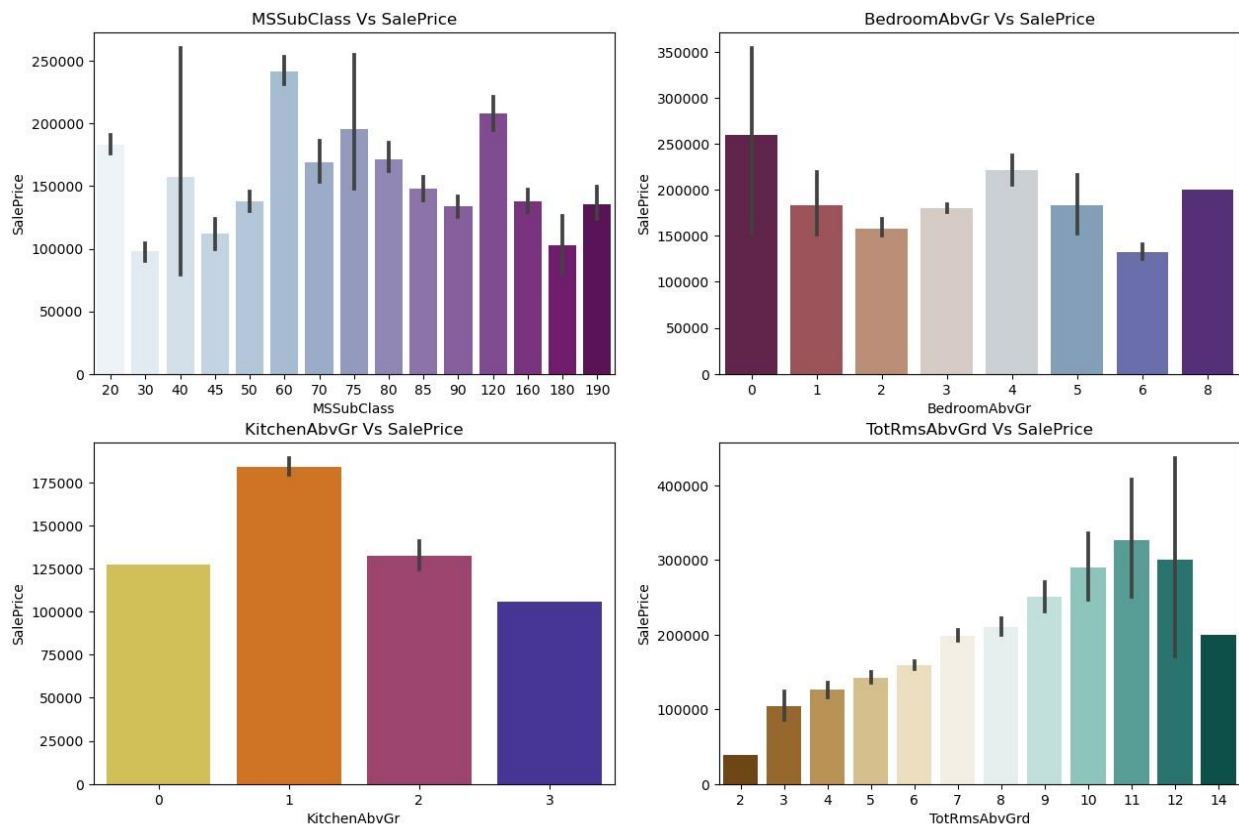 MSSubClass Vs SalePrice
250000
200000
150000
100000
50000
0
SalePrice
20 30 40 45 50 60 70 75 80 85 90 120 160 180 190
MSSubClass
BedroomAbvGr Vs SalePrice
350000
300000
250000
200000
150000
100000
50000
0
SalePrice
0 1 2 3 4 5 6 8
BedroomAbvGr
KitchenAbvGr Vs SalePrice
175000
150000
125000
100000
75000
50000
25000
0
SalePrice
0 1 2 3
KitchenAbvGr
TotRmsAbvGrd Vs SalePrice
400000
300000
200000
100000
0
SalePrice
2 3 4 5 6 7 8 9 10 11 12 14
TotRmsAbvGrd